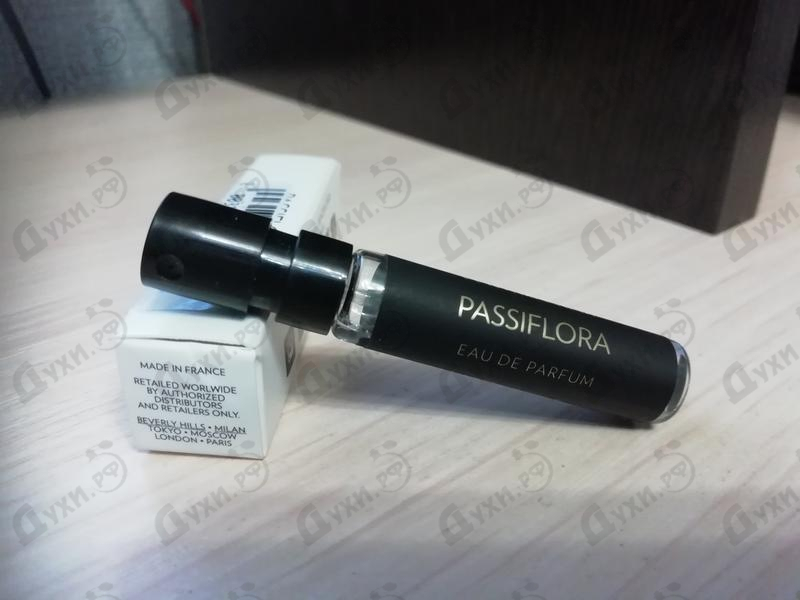 PASSIFLORA
EAU DE PARFUM
MADE IN FRANCE
RETAILED WORLWIDE
BY AUTHORIZED
DISTRIBUTORS
AND RETAILERS ONLY.
BEVERLY HILLS • MILAN
TOKYO • MOSCOW
LONDON • PARIS
Духи.рф